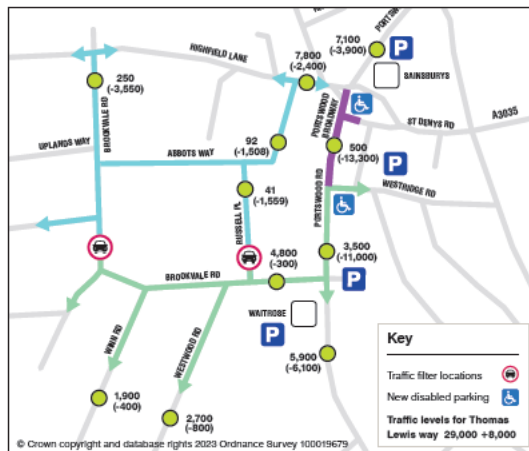 PORTSW
HIGHFIELD LANE
7,800
(-2,400)
7,100
(-3,900)
P
SAINSBURYS
250
(-3,550)
BROOKVALE RD
PORTSWOOD
BROADWAY
ST DENYS RD
A3035
UPLANDS WAY
ABBOTS WAY
92
(-1,508)
500
(-13,300)
P
41
(-1,559)
RUSSELL PL
PORTSWOOD RD
WESTRIDGE RD
4,800
(-300)
3,500
(-11,000)
BROOKVALE RD
P
WAITROSE
P
WINN RD
WESTWOOD RD
5,900
(-6,100)
1,900
(-400)
2,700
(-800)
Key
Traffic filter locations
New disabled parking
Traffic levels for Thomas
Lewis way 29,000 +8,000
© Crown copyright and database rights 2023 Ordnance Survey 100019679